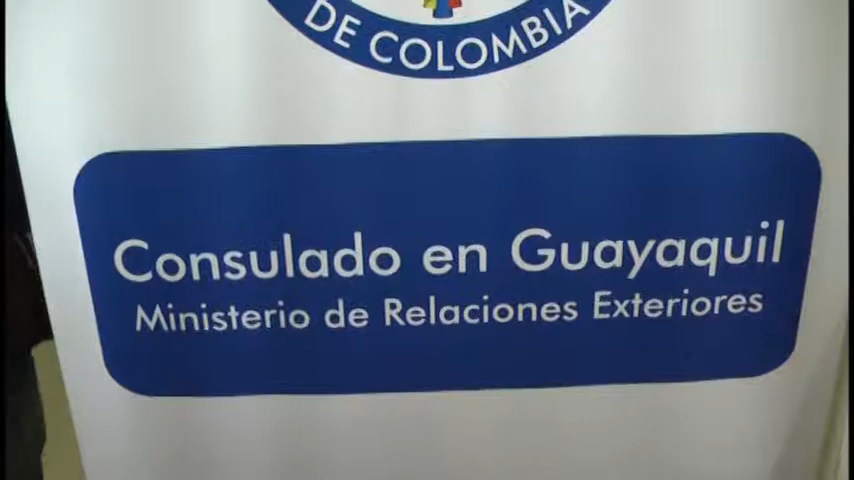 DE COLOMBIA
Consulado en Guayaquil
Ministerio de Relaciones Exteriores